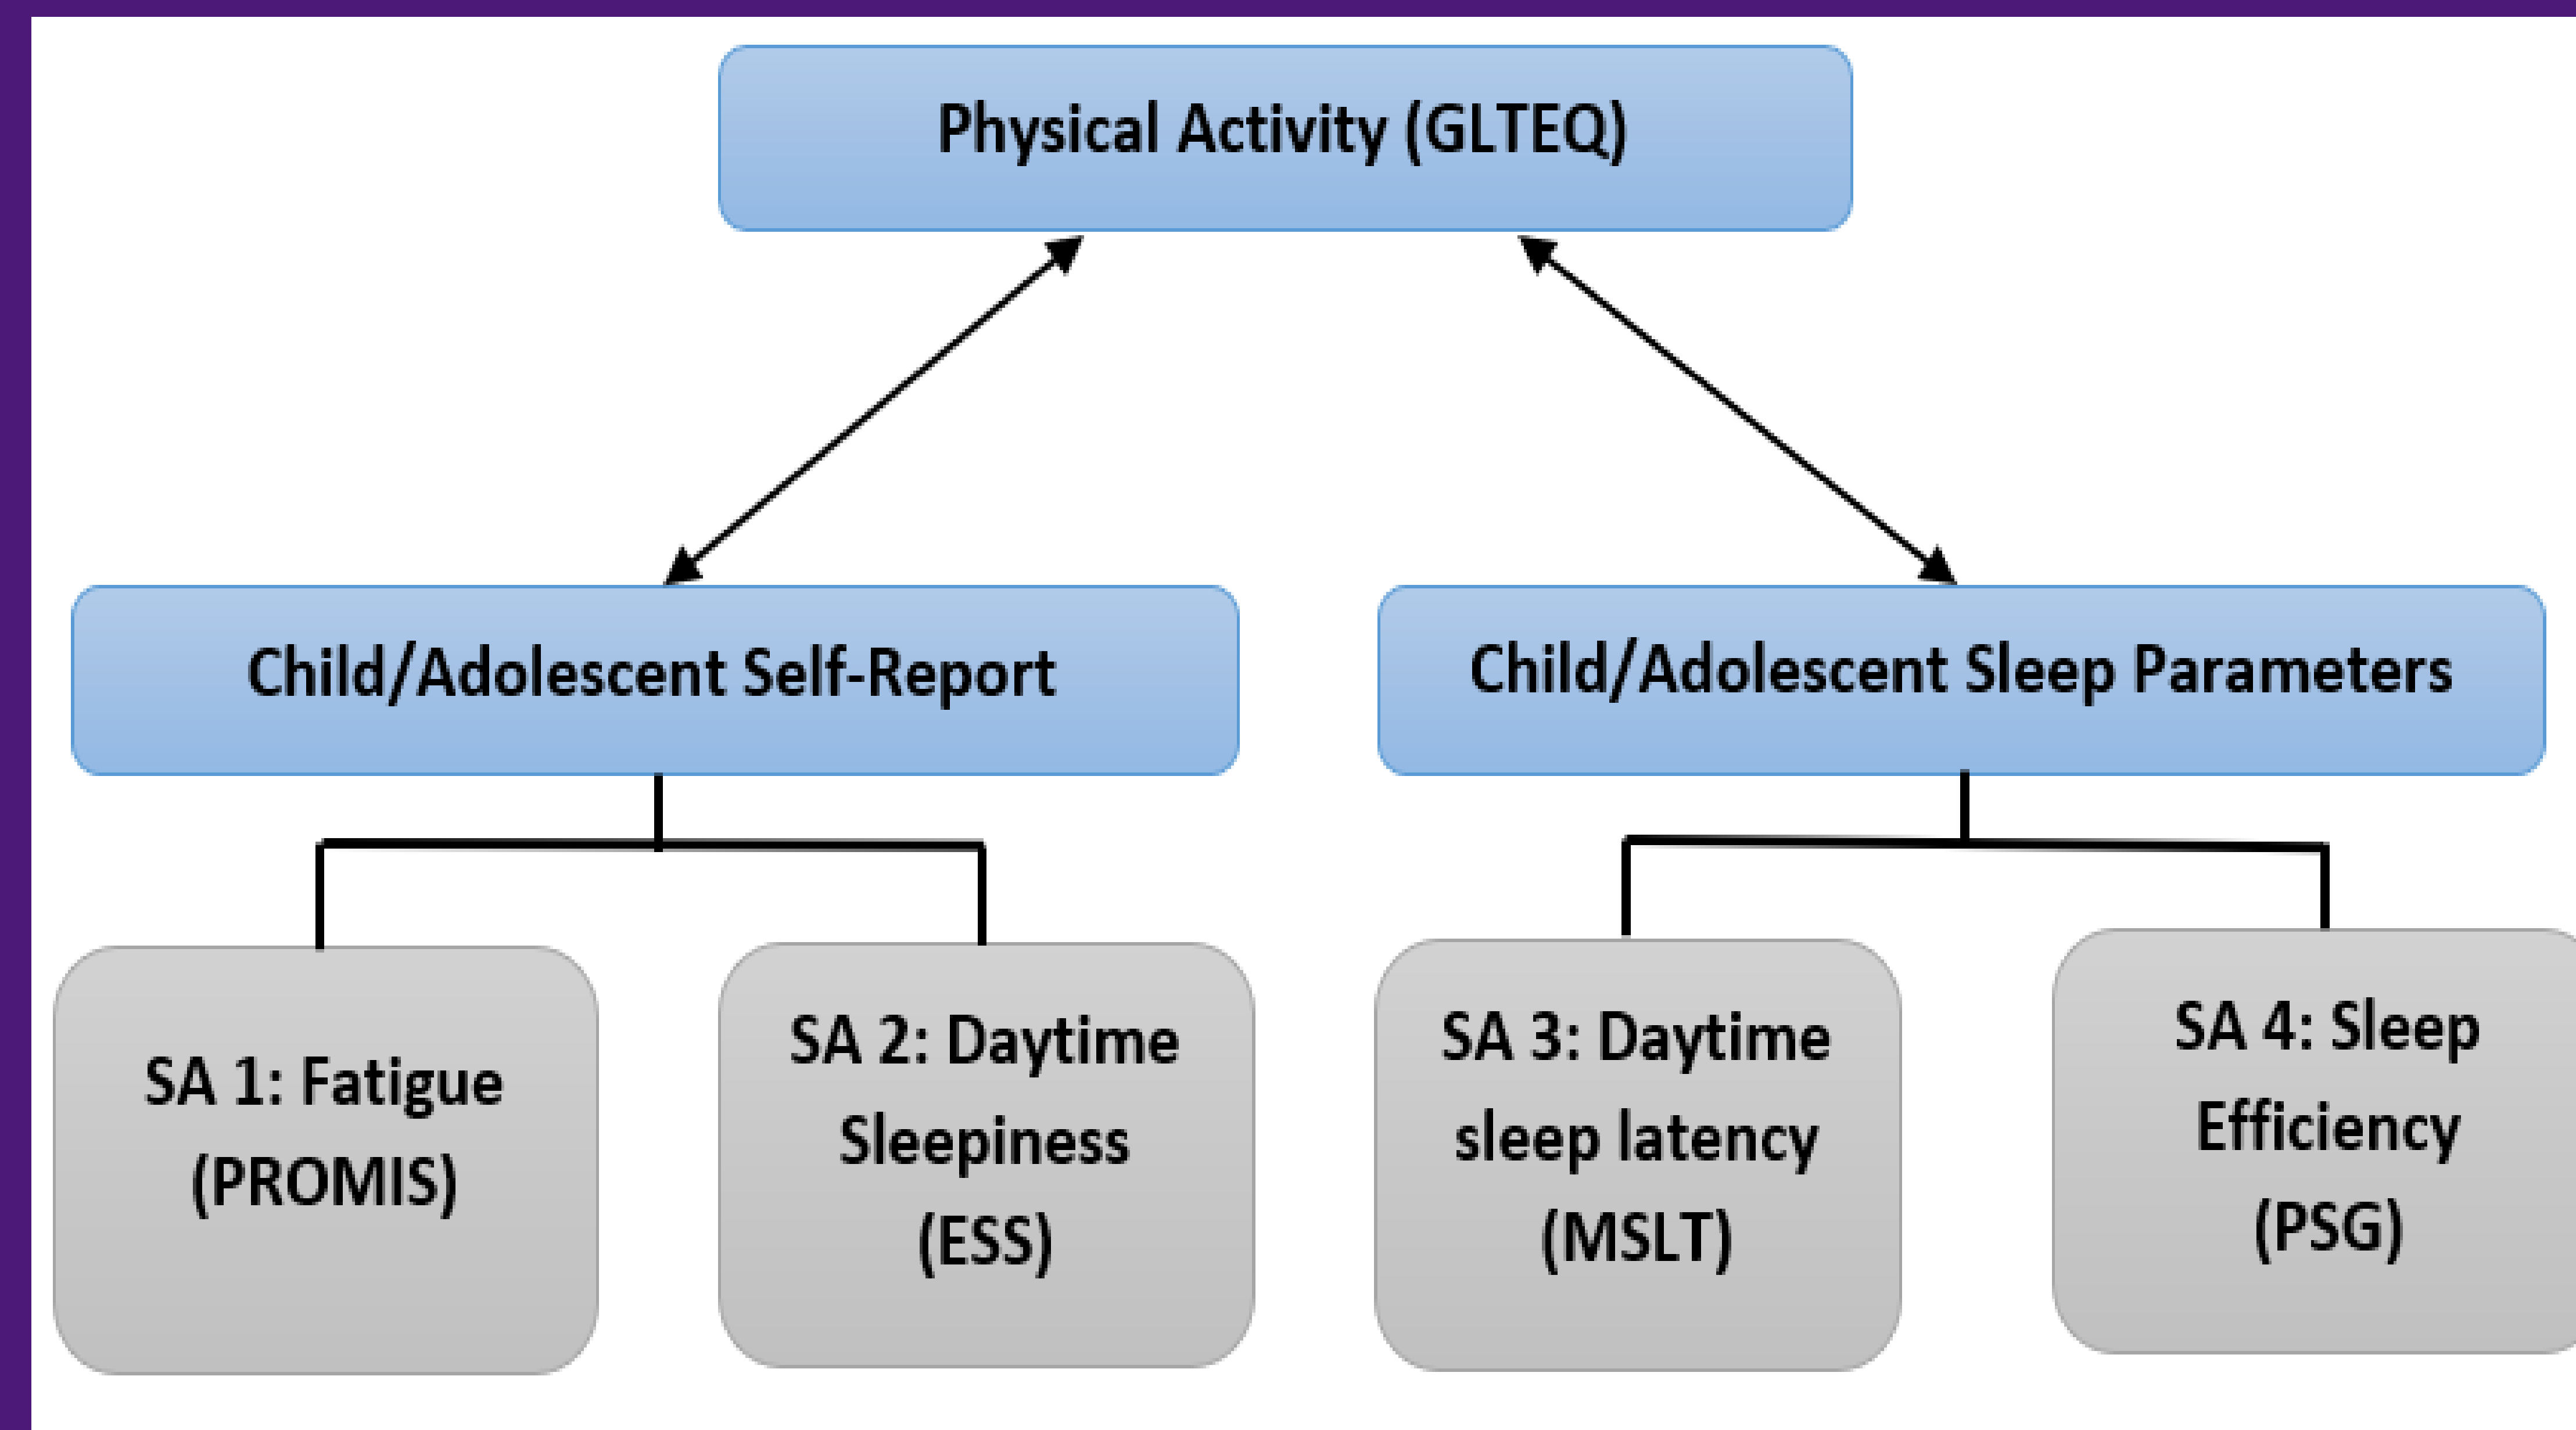 Physical Activity (GLTEQ)
Child/Adolescent Self-Report
Child/Adolescent Sleep Parameters
SA 1: Fatigue
(PROMIS)
SA 2: Daytime
Sleepiness
(ESS)
SA 3: Daytime
sleep latency
(MSLT)
SA 4: Sleep
Efficiency
(PSG)